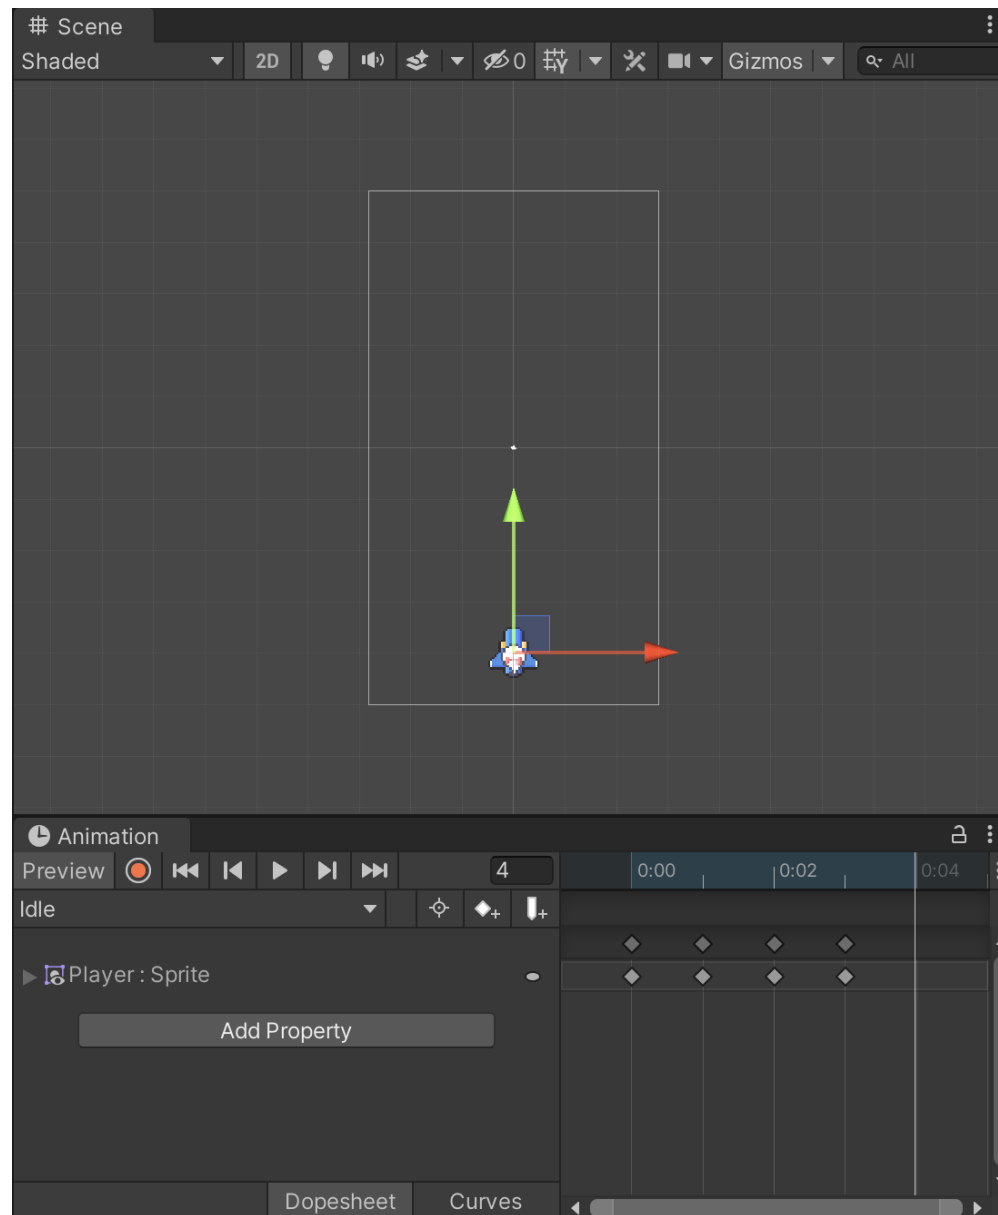 Scene
Shaded 2D 0 Gizmos All
Animation
Preview 4 0:00 0:02 0:04
Idle
Player : Sprite
Add Property
Dopesheet Curves